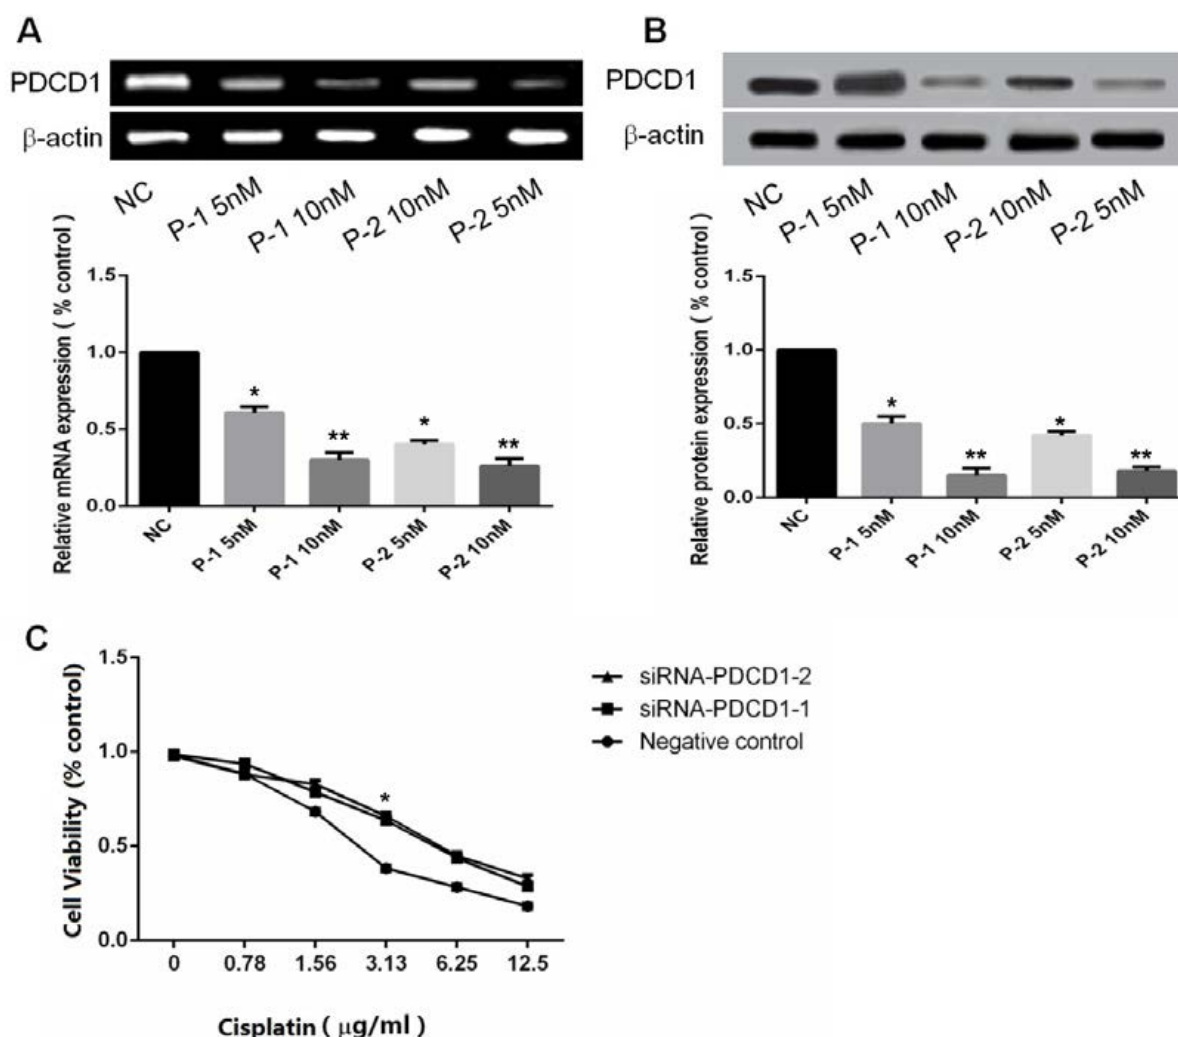 A
PDCD1
β-actin
NC
P-1 5nM
P-1 10nM
P-2 10nM
P-2 5nM
Relative mRNA expression ( % control)
1.5
1.0
0.5
0.0
*
**
*
**
NC
P-1 5nM
P-1 10nM
P-2 5nM
P-2 10nM
B
PDCD1
β-actin
NC
P-1 5nM
P-1 10nM
P-2 10nM
P-2 5nM
Relative protein expression ( % control)
1.5
1.0
0.5
0.0
*
**
*
**
NC
P-1 5nM
P-1 10nM
P-2 5nM
P-2 10nM
C
Cell Viability (% control)
1.5
1.0
0.5
0.0
*
0 0.78 1.56 3.13 6.25 12.5
Cisplatin ( μg/ml )
siRNA-PDCD1-2
siRNA-PDCD1-1
Negative control